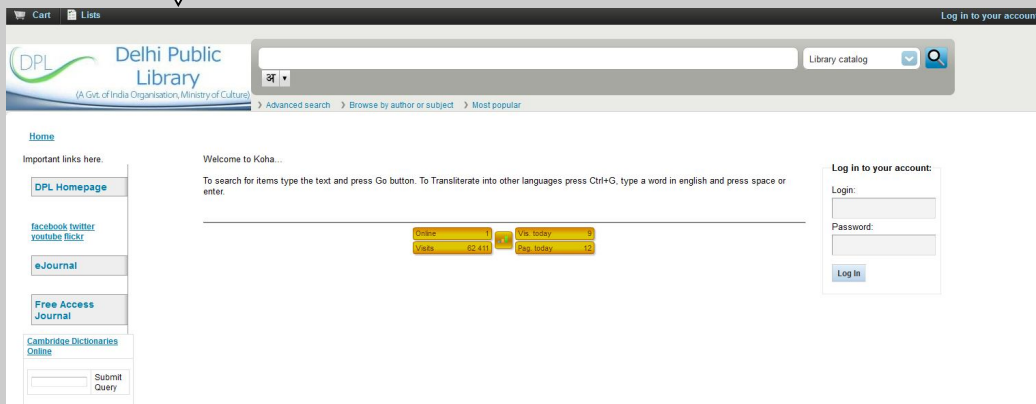 Cart Lists Log in to your accoun
DPL Delhi Public
Library
(A Gvt. of India Organisation, Ministry of Culture)
Library catalog
अ
Advanced search Browse by author or subject Most popular
Home
Important links here.
DPL Homepage
facebook twitter
youtube flickr
eJournal
Free Access
Journal
Cambridge Dictionaries
Online
Submit
Query
Welcome to Koha...
To search for items type the text and press Go button. To Transliterate into other languages press Ctrl+G, type a word in english and press space or
enter.
Online 1 Vis. today 9
Visits 62 411 Pag. today 12
Log in to your account:
Login:
Password:
Log In